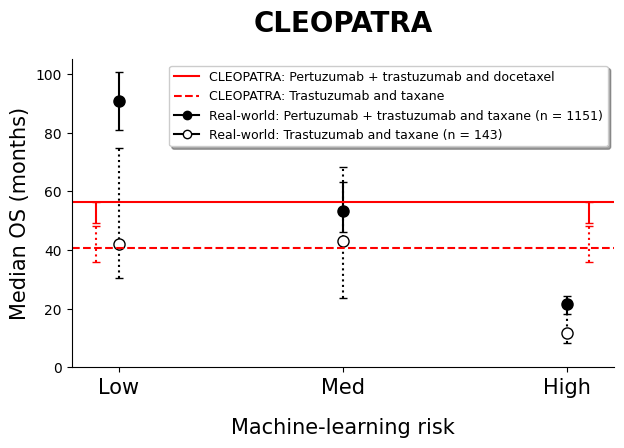 CLEOPATRA
CLEOPATRA: Pertuzumab + trastuzumab and docetaxel
CLEOPATRA: Trastuzumab and taxane
Real-world: Pertuzumab + trastuzumab and taxane (n = 1151)
Real-world: Trastuzumab and taxane (n = 143)
Median OS (months)
100
80
60
40
20
0
Low Med High
Machine-learning risk